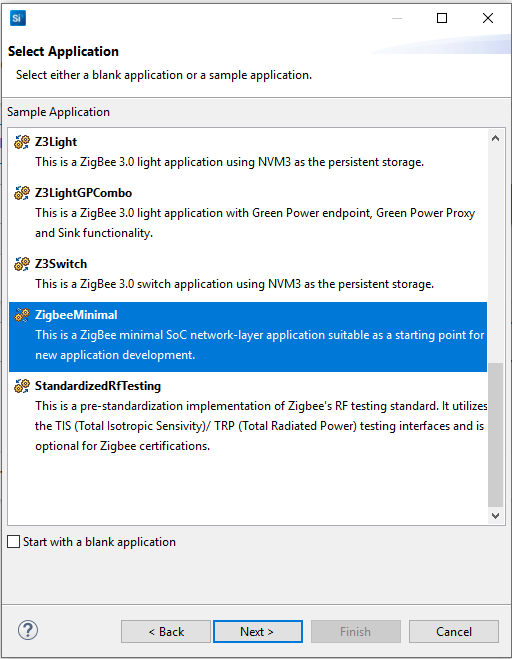 Si
Select Application
Select either a blank application or a sample application.
Sample Application
Z3Light
This is a ZigBee 3.0 light application using NVM3 as the persistent storage.
Z3LightGPCombo
This is a ZigBee 3.0 light application with Green Power endpoint, Green Power Proxy
and Sink functionality.
Z3Switch
This is a ZigBee 3.0 switch application using NVM3 as the persistent storage.
ZigbeeMinimal
This is a ZigBee minimal SoC network-layer application suitable as a starting point for
new application development.
StandardizedRfTesting
This is a pre-standardization implementation of Zigbee's RF testing standard. It utilizes
the TIS (Total Isotropic Sensivity)/ TRP (Total Radiated Power) testing interfaces and is
optional for Zigbee certifications.
Start with a blank application
?
< Back
Next >
Finish
Cancel